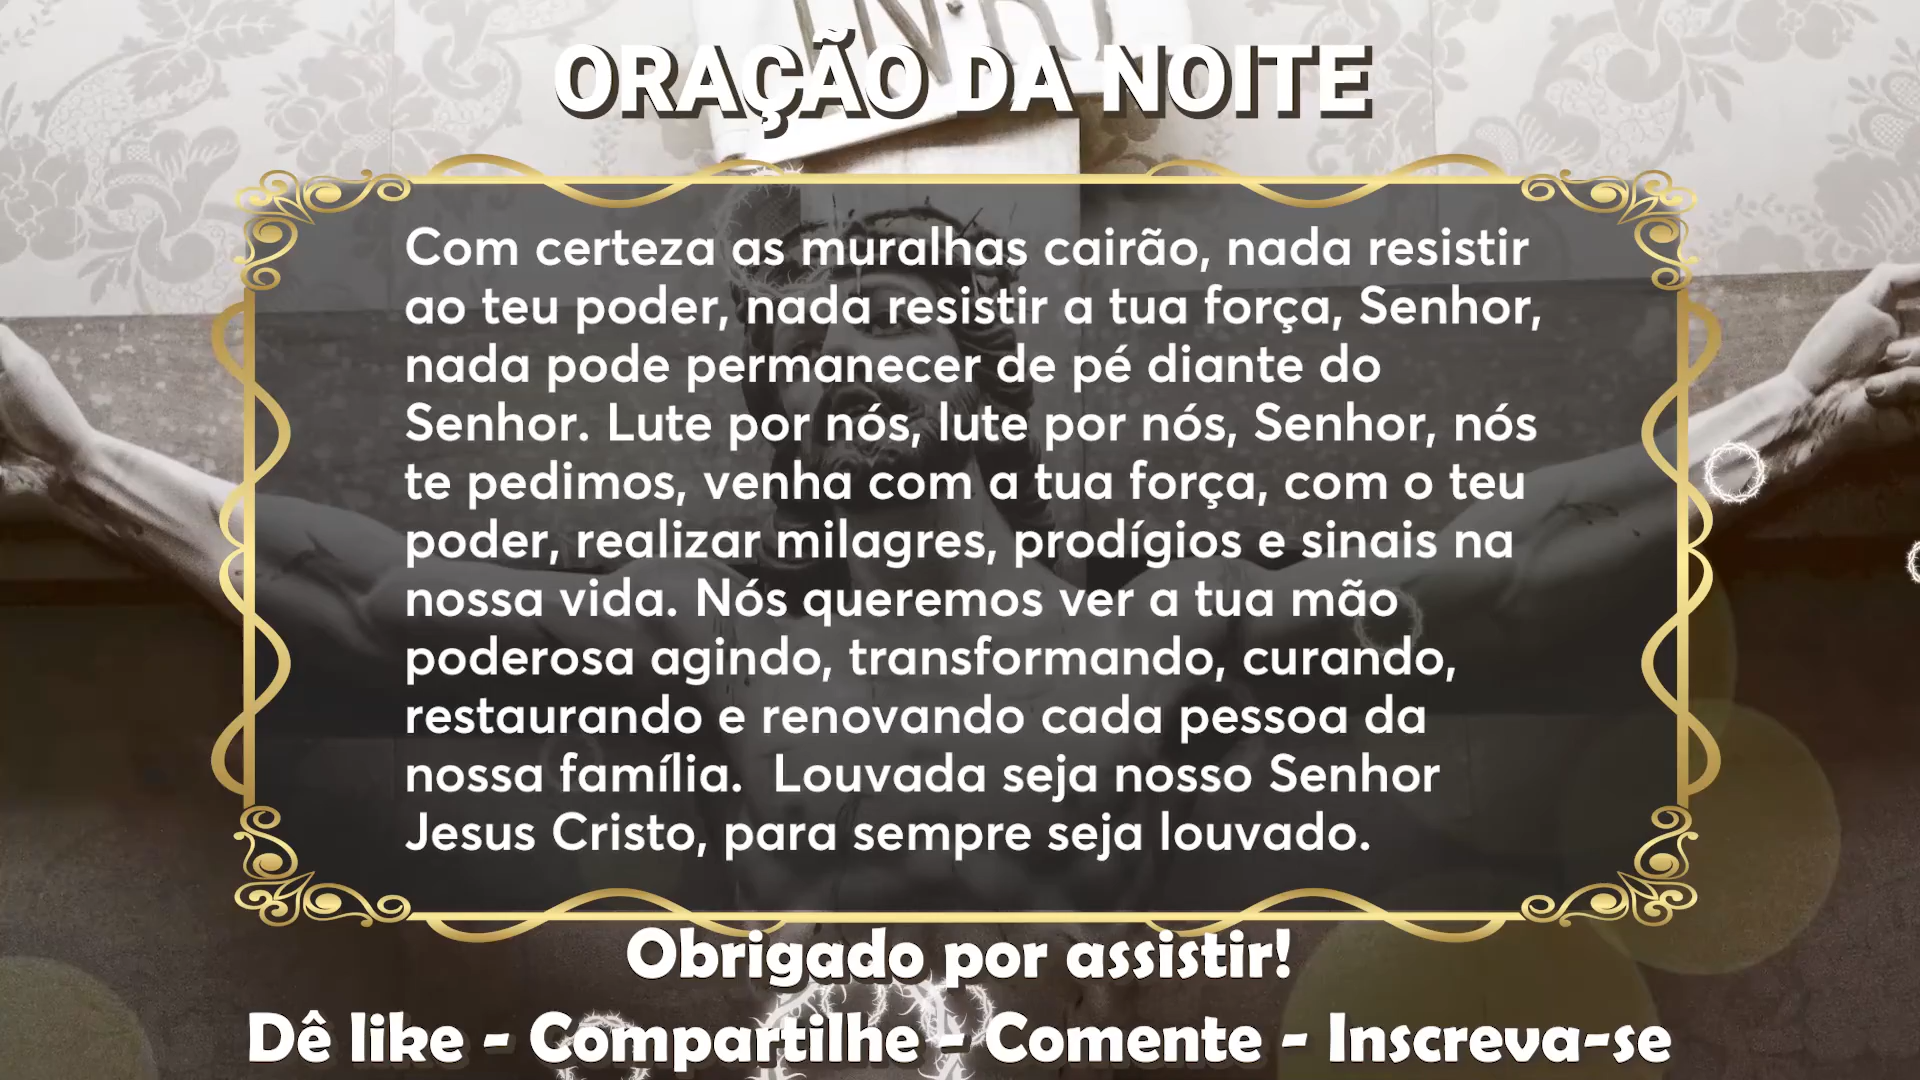 INRI
ORAÇÃO DA NOITE
Com certeza as muralhas cairão, nada resistir
ao teu poder, nada resistir a tua força, Senhor,
nada pode permanecer de pé diante do
Senhor. Lute por nós, lute por nós, Senhor, nós
te pedimos, venha com a tua força, com o teu
poder, realizar milagres, prodígios e sinais na
nossa vida. Nós queremos ver a tua mão
poderosa agindo, transformando, curando,
restaurando e renovando cada pessoa da
nossa família.  Louvada seja nosso Senhor
Jesus Cristo, para sempre seja louvado.
Obrigado por assistir!
Dê like - Compartilhe - Comente - Inscreva-se